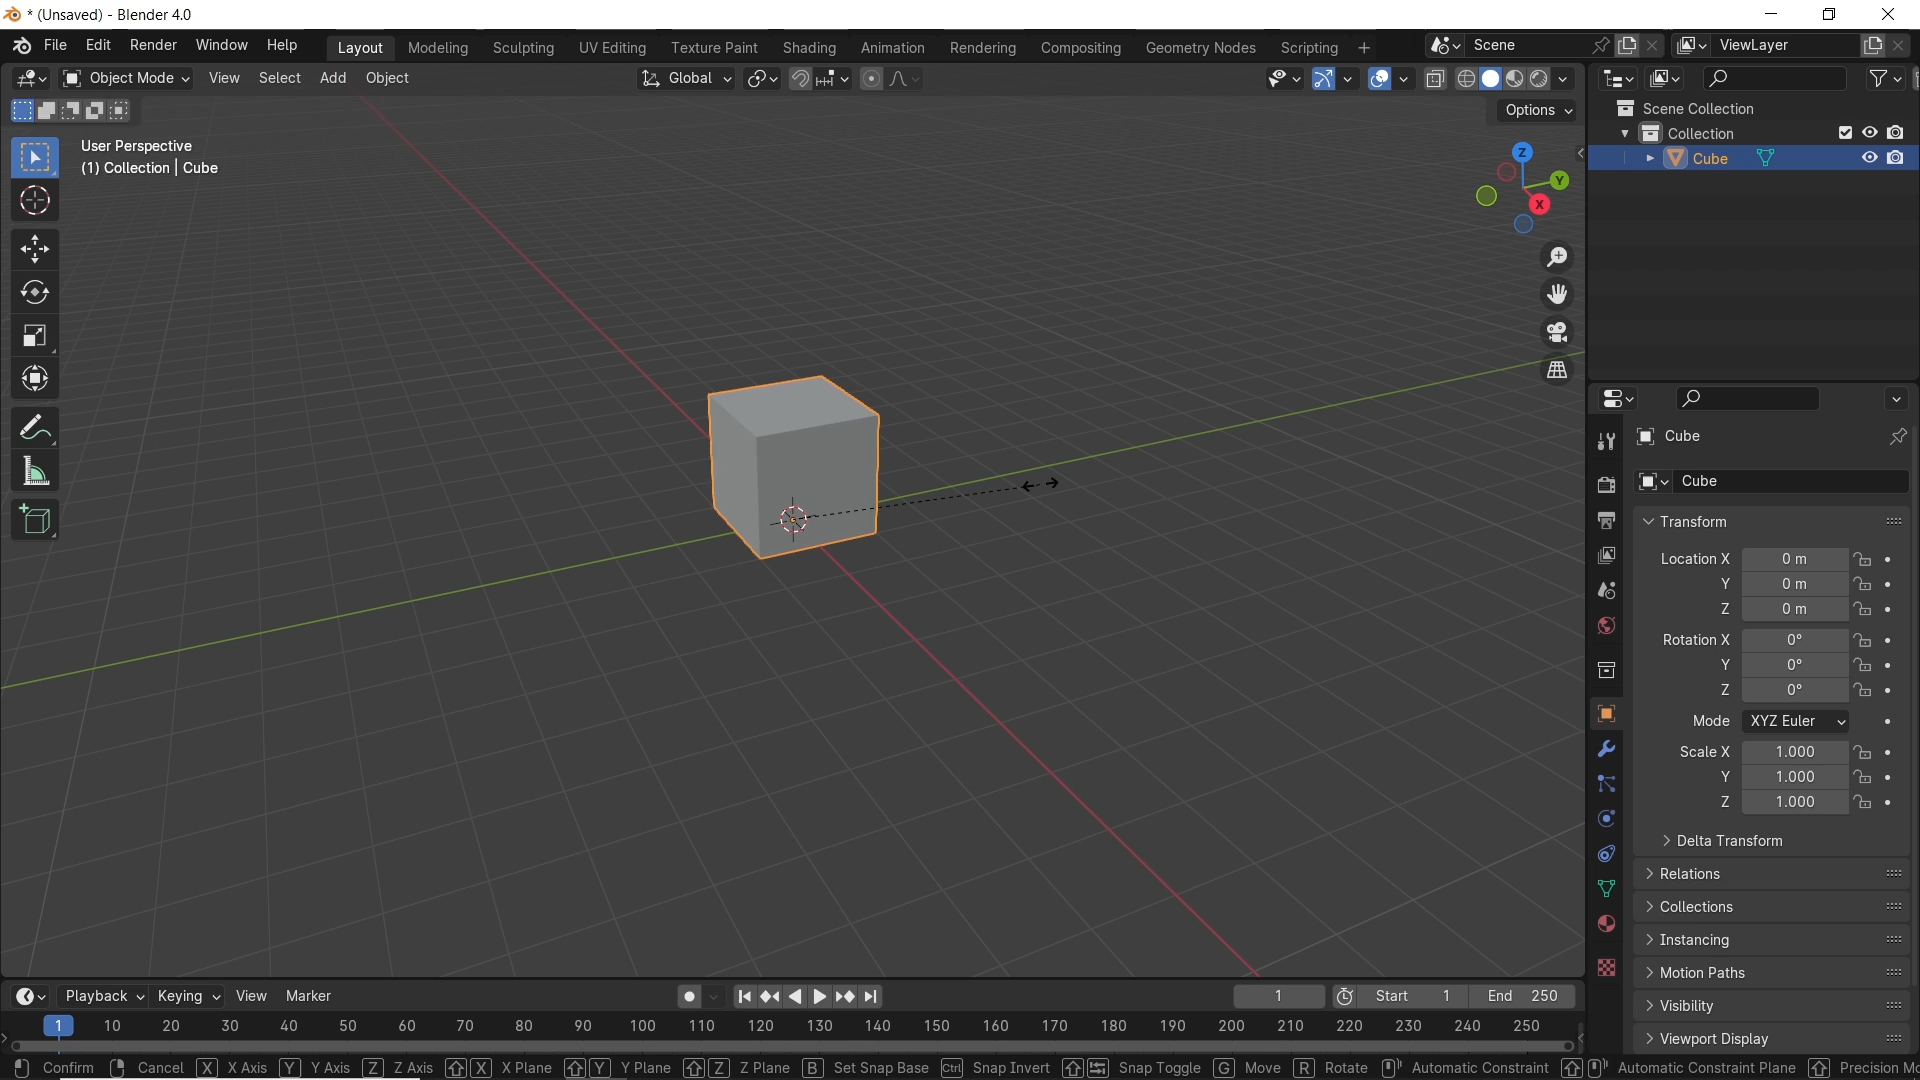 * (Unsaved) - Blender 4.0
File Edit Render Window Help Layout Modeling Sculpting UV Editing Texture Paint Shading Animation Rendering Compositing Geometry Nodes Scripting + Scene ViewLayer
Object Mode View Select Add Object Global
Options
User Perspective
(1) Collection | Cube
Z
Y
X
Scene Collection
Collection
Cube
Cube
Cube
Transform
Location X 0 m
Y 0 m
Z 0 m
Rotation X 0°
Y 0°
Z 0°
Mode XYZ Euler
Scale X 1.000
Y 1.000
Z 1.000
Delta Transform
Relations
Collections
Instancing
Motion Paths
Visibility
Viewport Display
Playback Keying View Marker 1 Start 1 End 250
1 10 20 30 40 50 60 70 80 90 100 110 120 130 140 150 160 170 180 190 200 210 220 230 240 250
Confirm Cancel X X Axis Y Y Axis Z Z Axis X X Plane Y Y Plane Z Z Plane B Set Snap Base Ctrl Snap Invert Snap Toggle G Move R Rotate Automatic Constraint Automatic Constraint Plane Precision Mo